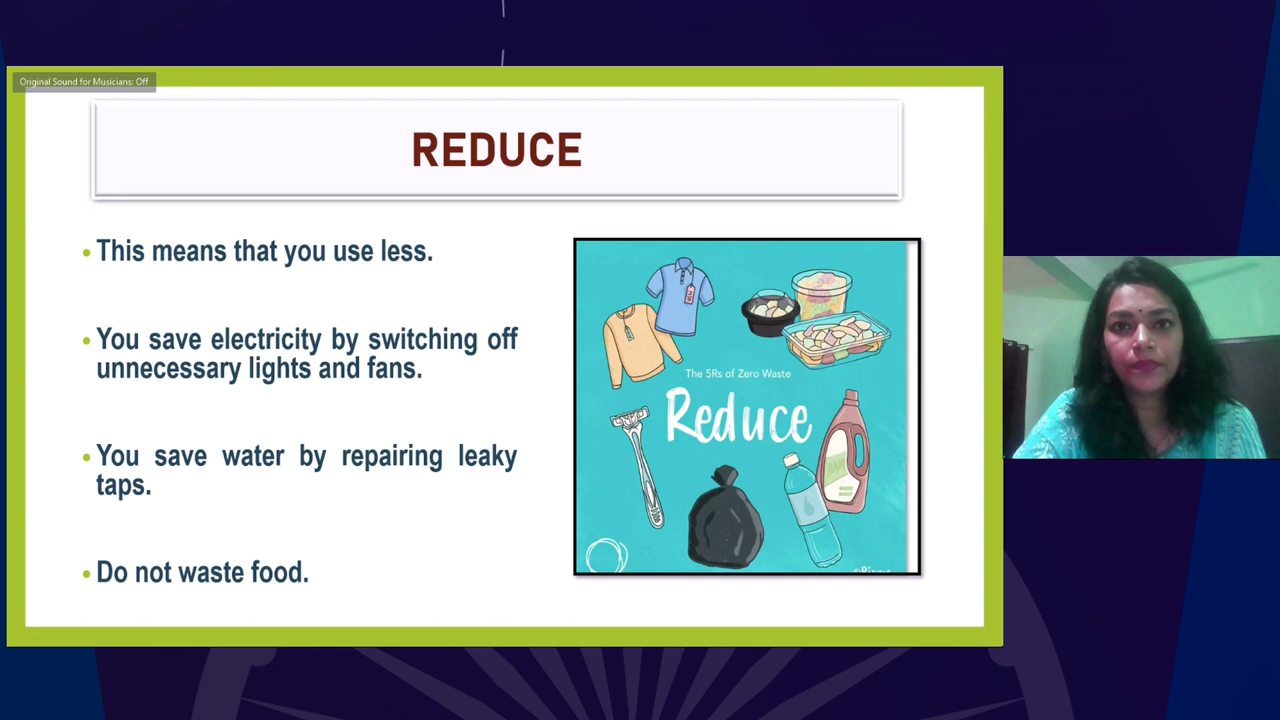 Original Sound for Musicians: Off
REDUCE
• This means that you use less.
• You save electricity by switching off
unnecessary lights and fans.
• You save water by repairing leaky
taps.
• Do not waste food.
The 5Rs of Zero Waste
Reduce